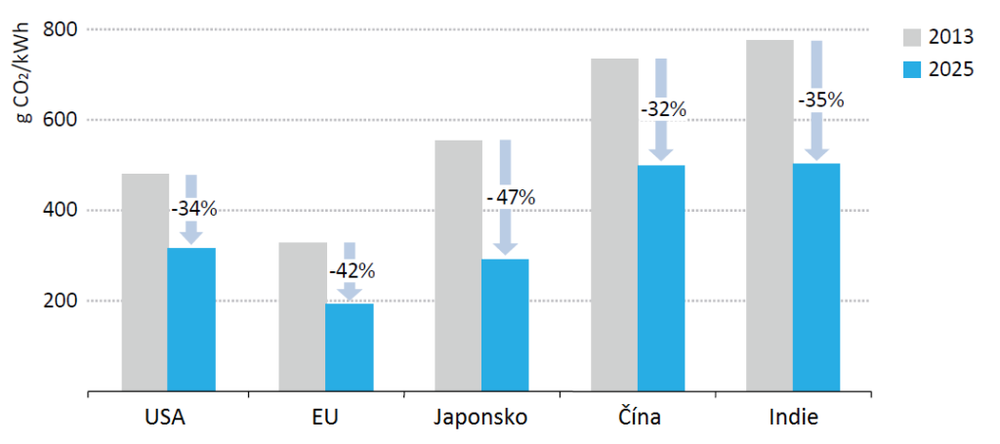 g CO₂/kWh
800
600
400
200
2013
2025
-34%
-42%
- 47%
-32%
-35%
USA
EU
Japonsko
Čína
Indie